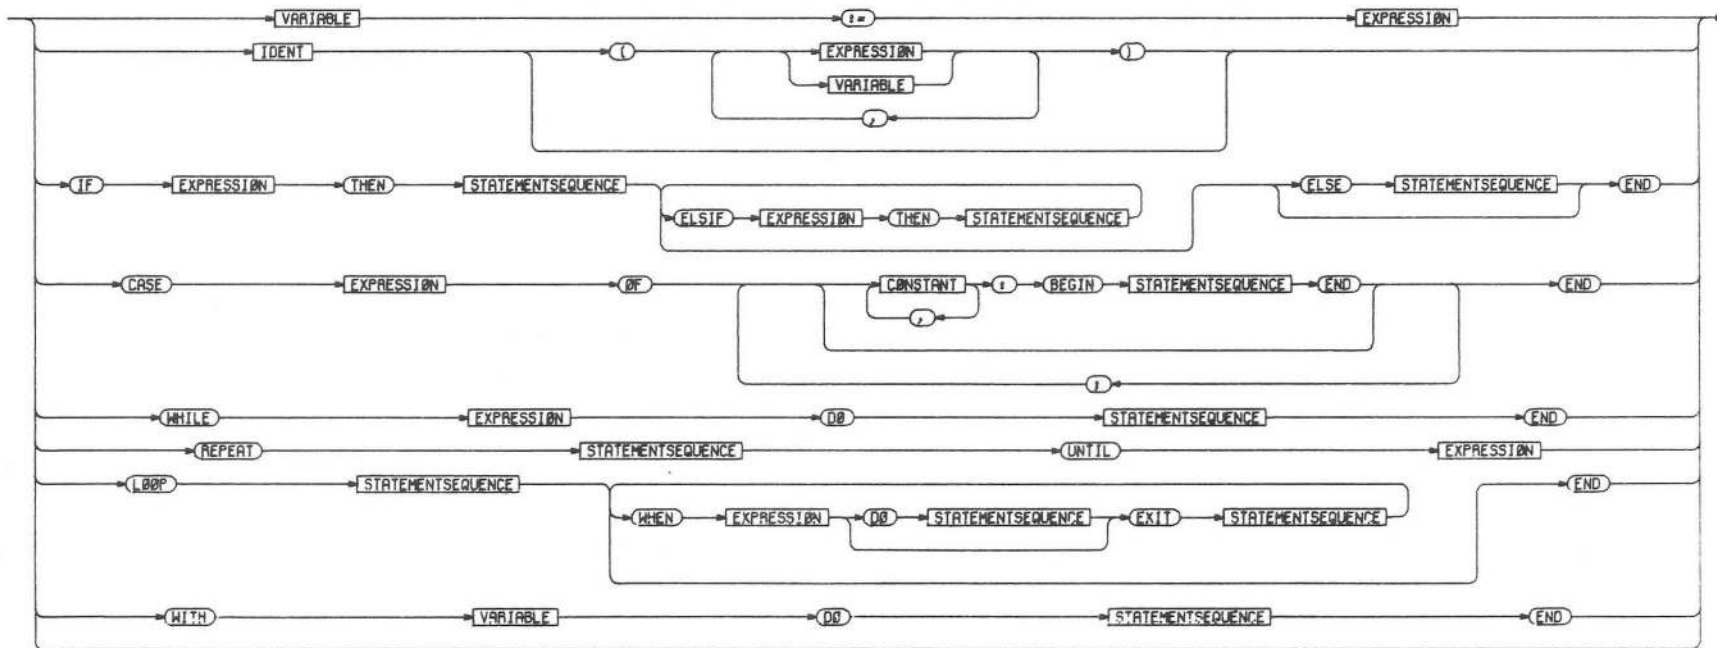 VARIABLE := EXPRESSIØN
IDENT ( EXPRESSIØN )
VARIABLE
,
IF EXPRESSIØN THEN STATEMENTSEQUENCE ELSE STATEMENTSEQUENCE END
ELSIF EXPRESSIØN THEN STATEMENTSEQUENCE
CASE EXPRESSIØN ØF CØNSTANT : BEGIN STATEMENTSEQUENCE END END
,
;
WHILE EXPRESSIØN DØ STATEMENTSEQUENCE END
REPEAT STATEMENTSEQUENCE UNTIL EXPRESSIØN
LØØP STATEMENTSEQUENCE END
WHEN EXPRESSIØN DØ STATEMENTSEQUENCE EXIT STATEMENTSEQUENCE
WITH VARIABLE DØ STATEMENTSEQUENCE END